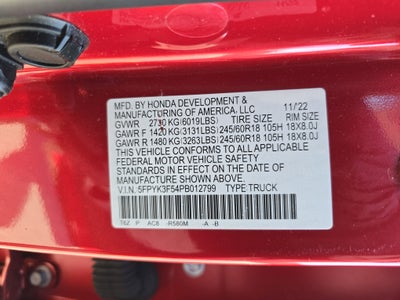 MFD. BY HONDA DEVELOPMENT &
MANUFACTURING OF AMERICA, LLC 11/'22
GVWR 2730 KG(6019LBS) TIRE SIZE RIM SIZE
GAWR F 1420 KG(3131LBS) 245/60R18 105H 18X8.0J
GAWR R 1480 KG(3263LBS) 245/60R18 105H 18X8.0J
THIS VEHICLE CONFORMS TO ALL APPLICABLE
FEDERAL MOTOR VEHICLE SAFETY
STANDARDS IN EFFECT ON THE DATE OF
MANUFACTURE SHOWN ABOVE.
V.I.N. 5FPYK3F54PB012799 TYPE:TRUCK
T6Z P AC8 -R580M -A -B